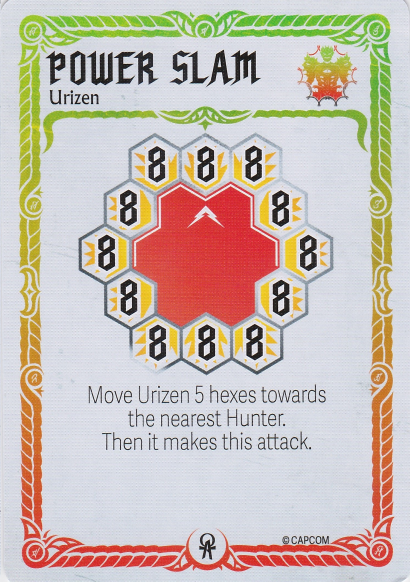 POWER SLAM
Urizen
8 8 8
8 8
8 8
8 8
8 8 8
Move Urizen 5 hexes towards
the nearest Hunter.
Then it makes this attack.
© CAPCOM